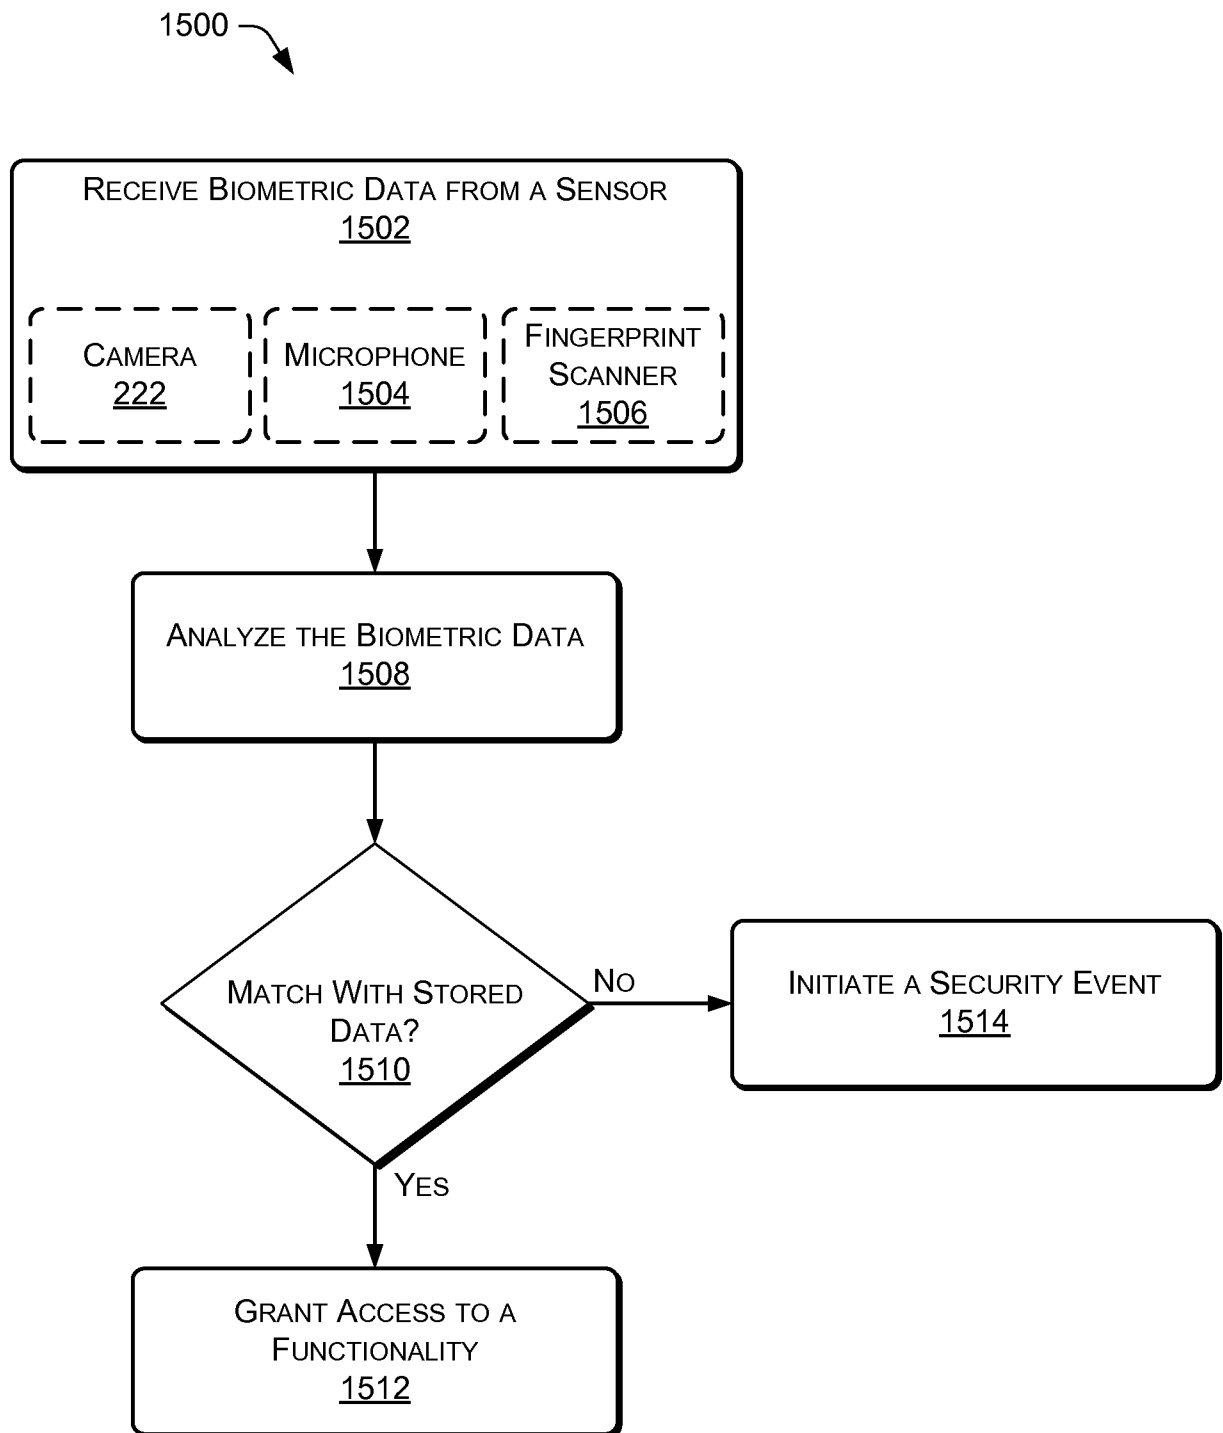 1500
RECEIVE BIOMETRIC DATA FROM A SENSOR
1502
CAMERA
222
MICROPHONE
1504
FINGERPRINT
SCANNER
1506
ANALYZE THE BIOMETRIC DATA
1508
MATCH WITH STORED
DATA?
1510
NO
INITIATE A SECURITY EVENT
1514
YES
GRANT ACCESS TO A
FUNCTIONALITY
1512